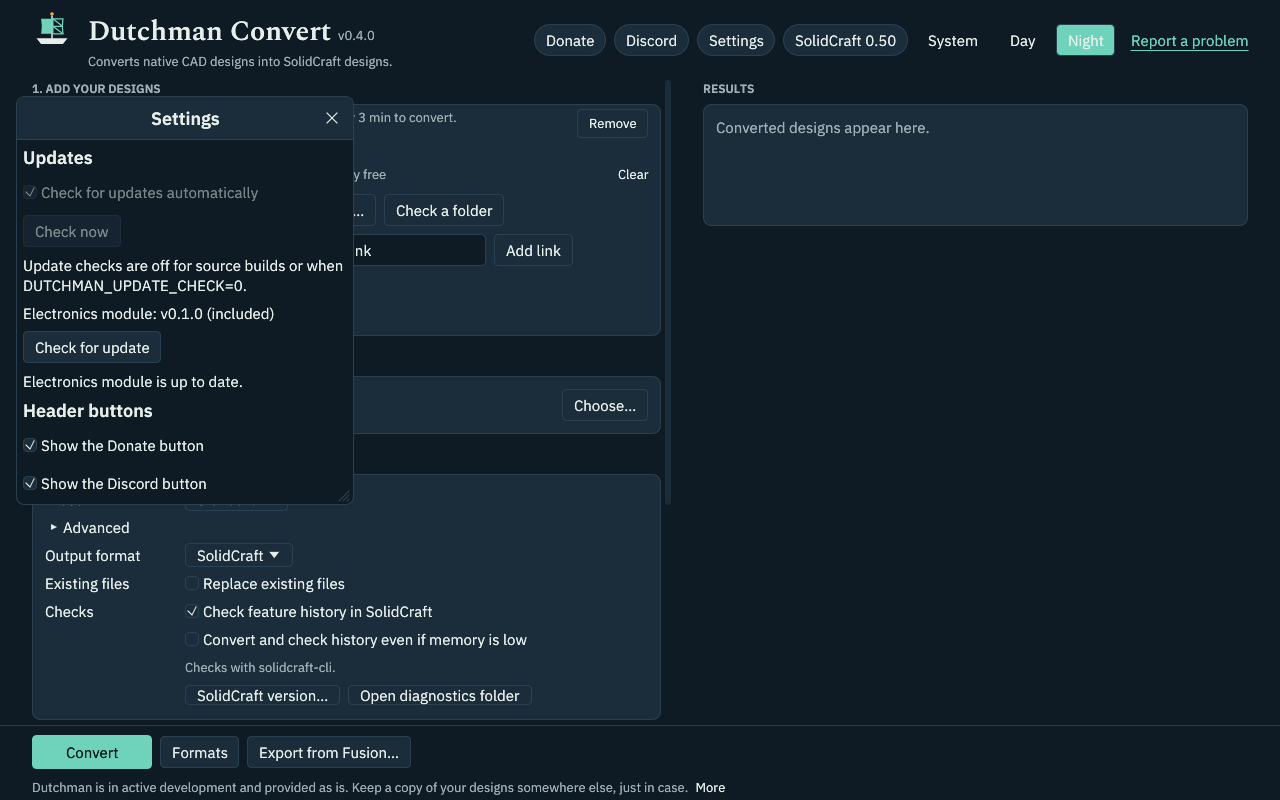 Dutchman Convert v0.4.0
Converts native CAD designs into SolidCraft designs.
Donate
Discord
Settings
SolidCraft 0.50
System
Day
Night
Report a problem
1. ADD YOUR DESIGNS
3 min to convert.
Remove
free
Clear
...
Check a folder
Add link
Choose...
Settings
Updates
Check for updates automatically
Check now
Update checks are off for source builds or when
DUTCHMAN_UPDATE_CHECK=0.
Electronics module: v0.1.0 (included)
Check for update
Electronics module is up to date.
Header buttons
Show the Donate button
Show the Discord button
Advanced
Output format SolidCraft
Existing files Replace existing files
Checks Check feature history in SolidCraft
Convert and check history even if memory is low
Checks with solidcraft-cli.
SolidCraft version... Open diagnostics folder
RESULTS
Converted designs appear here.
Convert
Formats
Export from Fusion...
Dutchman is in active development and provided as is. Keep a copy of your designs somewhere else, just in case. More